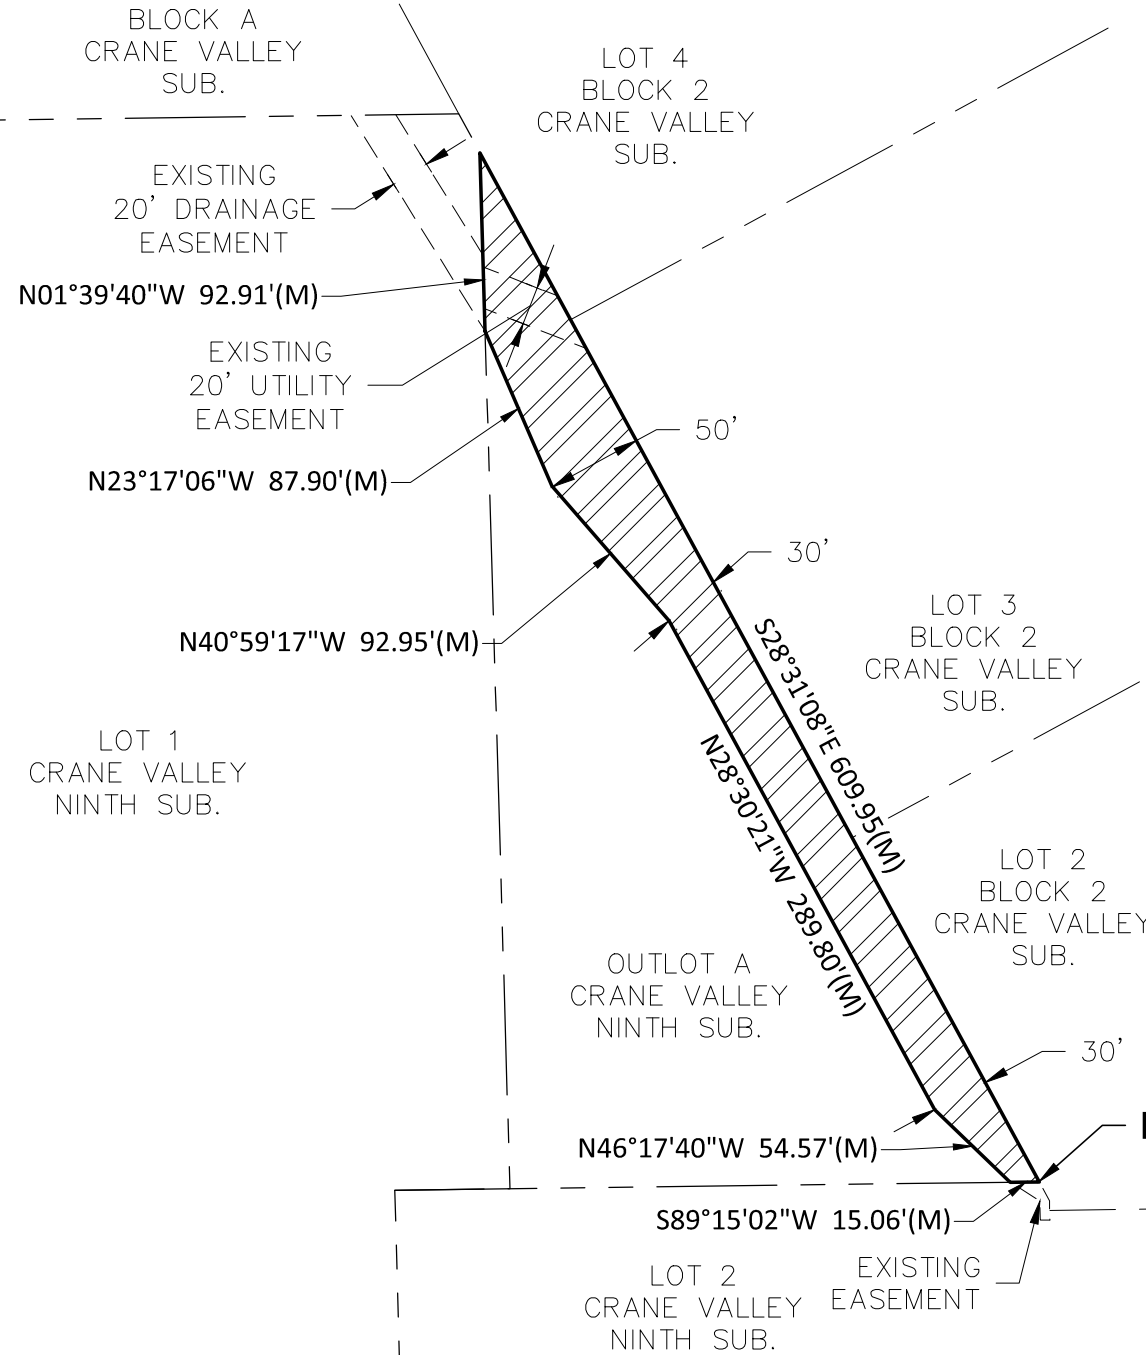 BLOCK A
CRANE VALLEY
SUB.
LOT 4
BLOCK 2
CRANE VALLEY
SUB.
EXISTING
20' DRAINAGE
EASEMENT
N01°39'40"W 92.91'(M)
EXISTING
20' UTILITY
EASEMENT
50'
N23°17'06"W 87.90'(M)
30'
LOT 3
BLOCK 2
CRANE VALLEY
SUB.
N40°59'17"W 92.95'(M)
S28°31'08"E 609.95(M)
N28°30'21"W 289.80'(M)
LOT 1
CRANE VALLEY
NINTH SUB.
LOT 2
BLOCK 2
CRANE VALLEY
SUB.
OUTLOT A
CRANE VALLEY
NINTH SUB.
30'
N46°17'40"W 54.57'(M)
S89°15'02"W 15.06'(M)
EXISTING
EASEMENT
LOT 2
CRANE VALLEY
NINTH SUB.